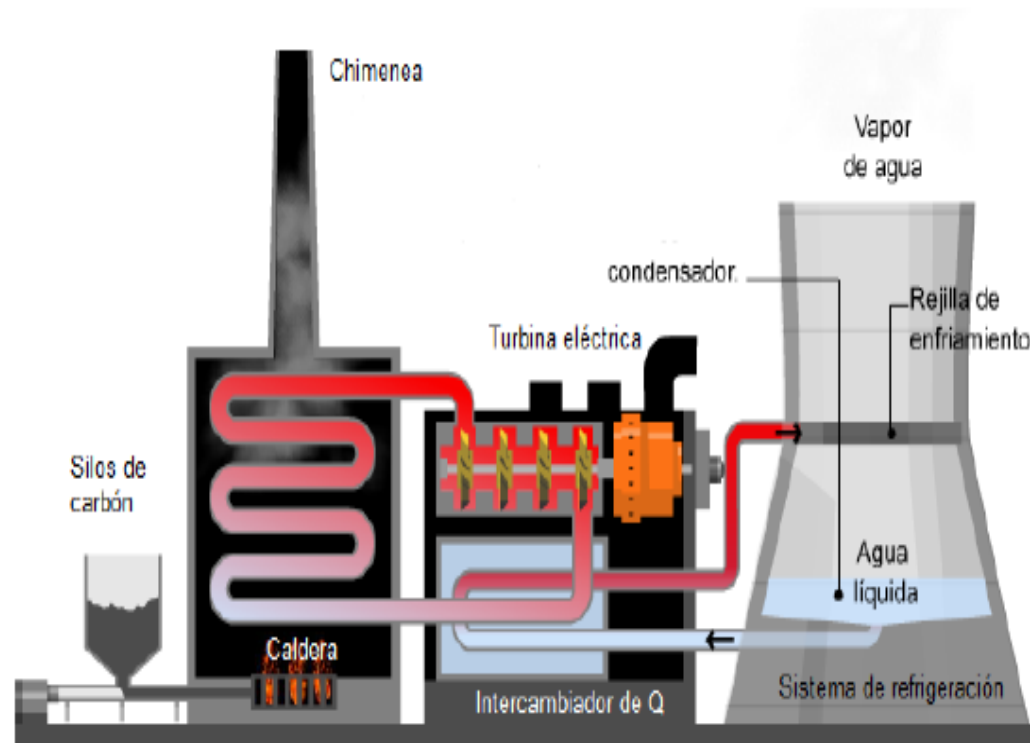 Chimenea
Vapor
de agua
condensador.
Rejilla de
enfriamiento
Turbina eléctrica
Silos de
carbón
Agua
líquida
Caldera
Sistema de refrigeración
Intercambiador de Q